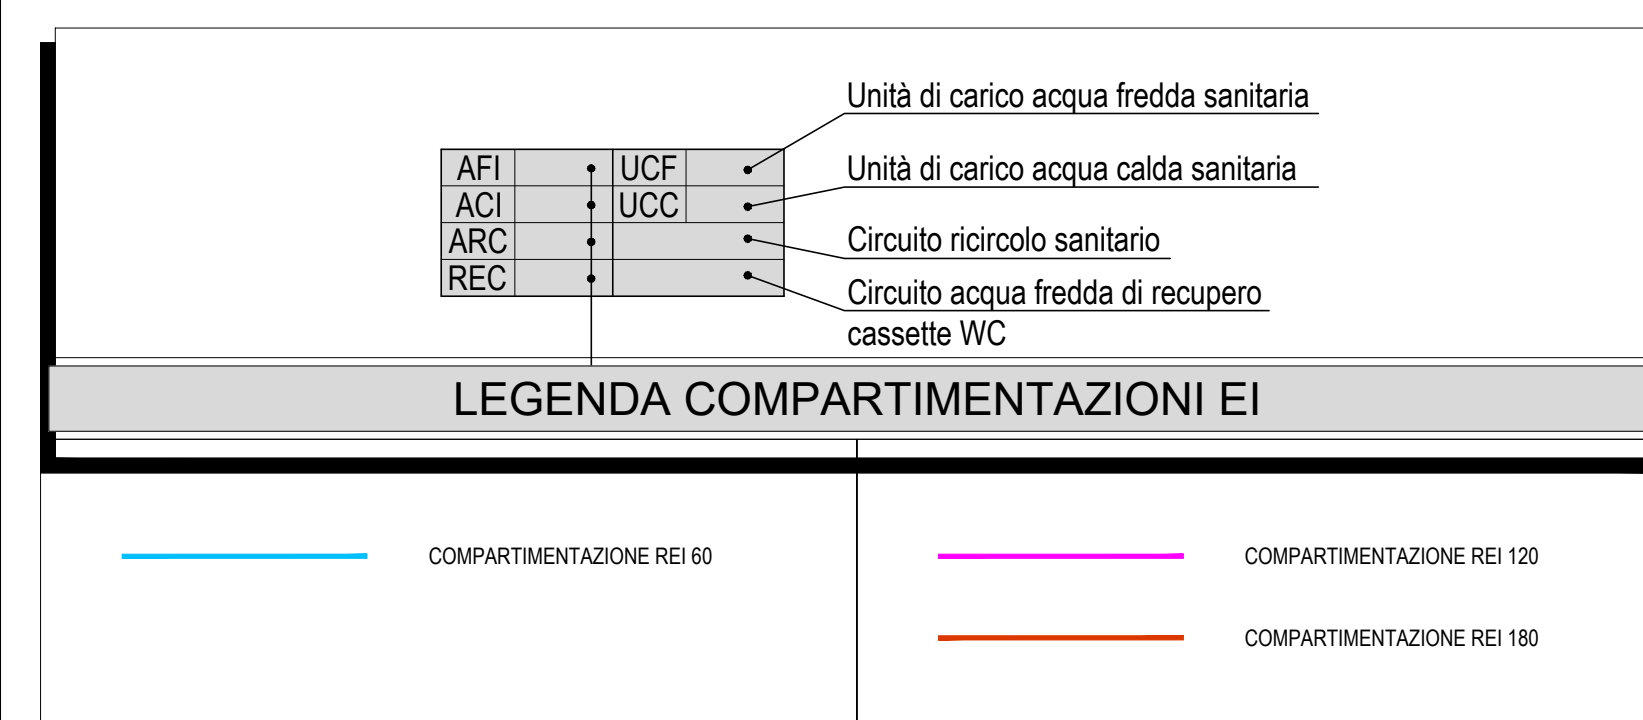 Unità di carico acqua fredda sanitaria
AFI UCF
Unità di carico acqua calda sanitaria
ACI UCC
ARC
Circuito ricircolo sanitario
REC
Circuito acqua fredda di recupero
cassette WC
LEGENDA COMPARTIMENTAZIONI EI
COMPARTIMENTAZIONE REI 60
COMPARTIMENTAZIONE REI 120
COMPARTIMENTAZIONE REI 180